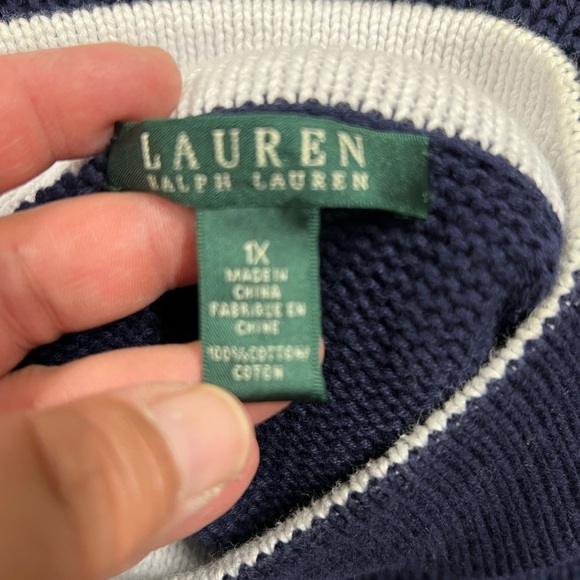 LAUREN
RALPH LAUREN
1X
MADE IN
CHINA
FABRIQUE EN
CHINE
100% COTTON/
COTON